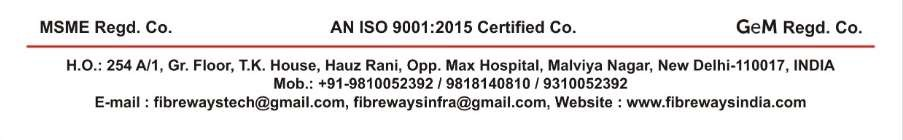 MSME Regd. Co. AN ISO 9001:2015 Certified Co. GeM Regd. Co.
H.O.: 254 A/1, Gr. Floor, T.K. House, Hauz Rani, Opp. Max Hospital, Malviya Nagar, New Delhi-110017, INDIA
Mob.: +91-9810052392 / 9818140810 / 9310052392
E-mail : fibrewaystech@gmail.com, fibrewaysinfra@gmail.com, Website : www.fibrewaysindia.com